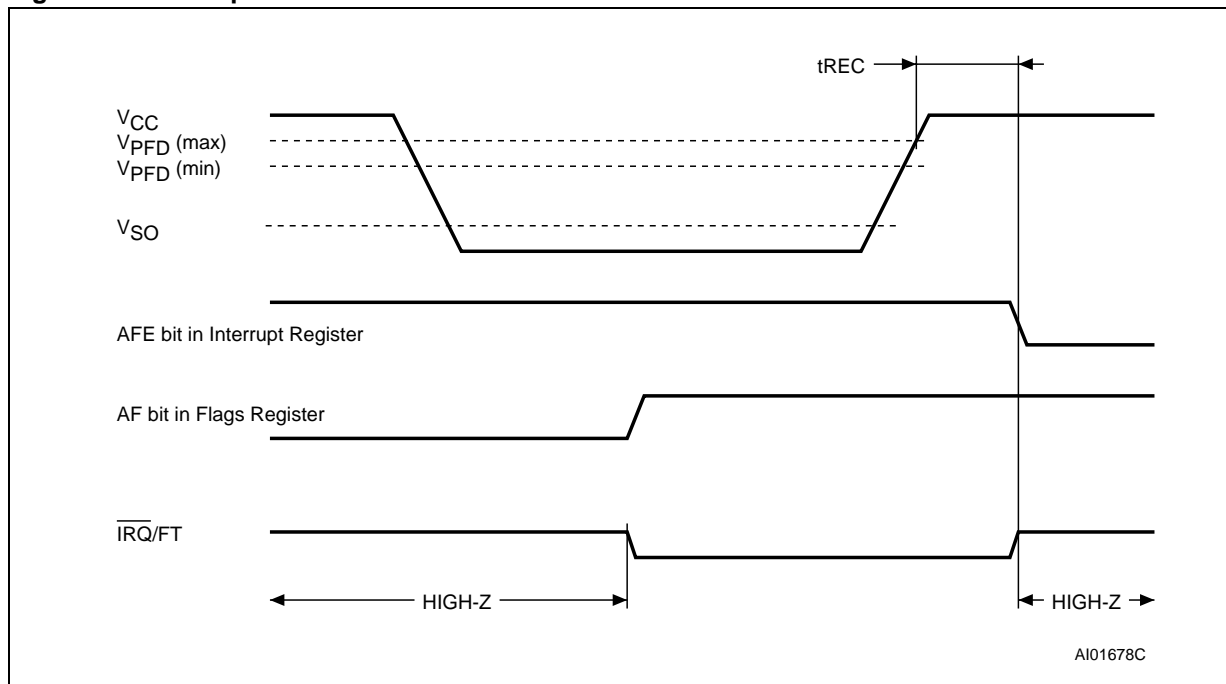 tREC
VCC
VPFD (max)
VPFD (min)
VSO
AFE bit in Interrupt Register
AF bit in Flags Register
IRQ/FT
HIGH-Z
HIGH-Z
AI01678C